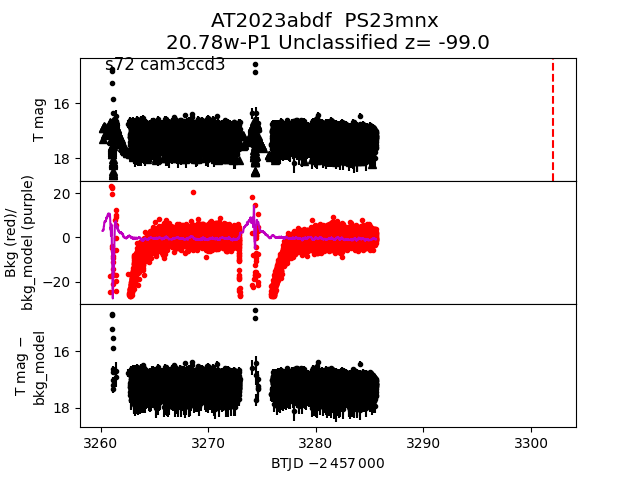 AT2023abdf  PS23mnx
20.78w-P1 Unclassified z= -99.0
s72 cam3ccd3
T mag
16
18
Bkg (red)/
bkg_model (purple)
20
0
−20
T mag −
bkg_model
16
18
3260 3270 3280 3290 3300
BTJD −2 457 000